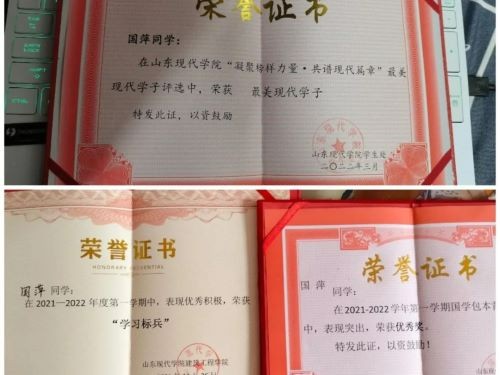 荣誉证书
国萍同学：
在山东现代学院“凝聚榜样力量·共谱现代篇章”最美
现代学子评选中，荣获 最美现代学子
特发此证，以资鼓励
山东现代学院学生处
二〇二二年三月
荣誉证书
HONORARY CREDENTIAL
国萍同学：
在2021—2022年度第一学期中，表现优秀积极，荣获
“学习标兵”
山东现代学院建筑工程学院
荣誉证书
国萍 同学：
在2021-2022学年第一学期国学包本背
中，表现突出，荣获优秀奖。
特发此证，以资鼓励！
山东现代学院